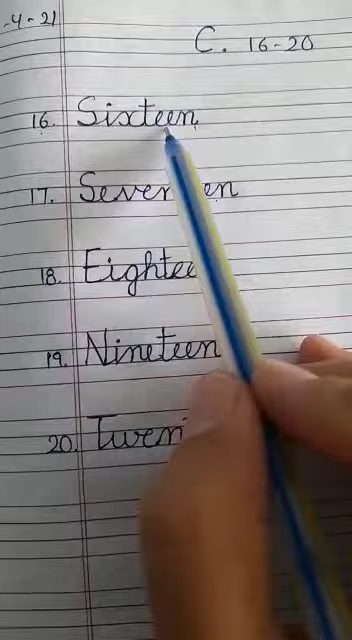 -4-21
C. 16-20
16. Sixteen
17.
18.
19. Nineteen
20.